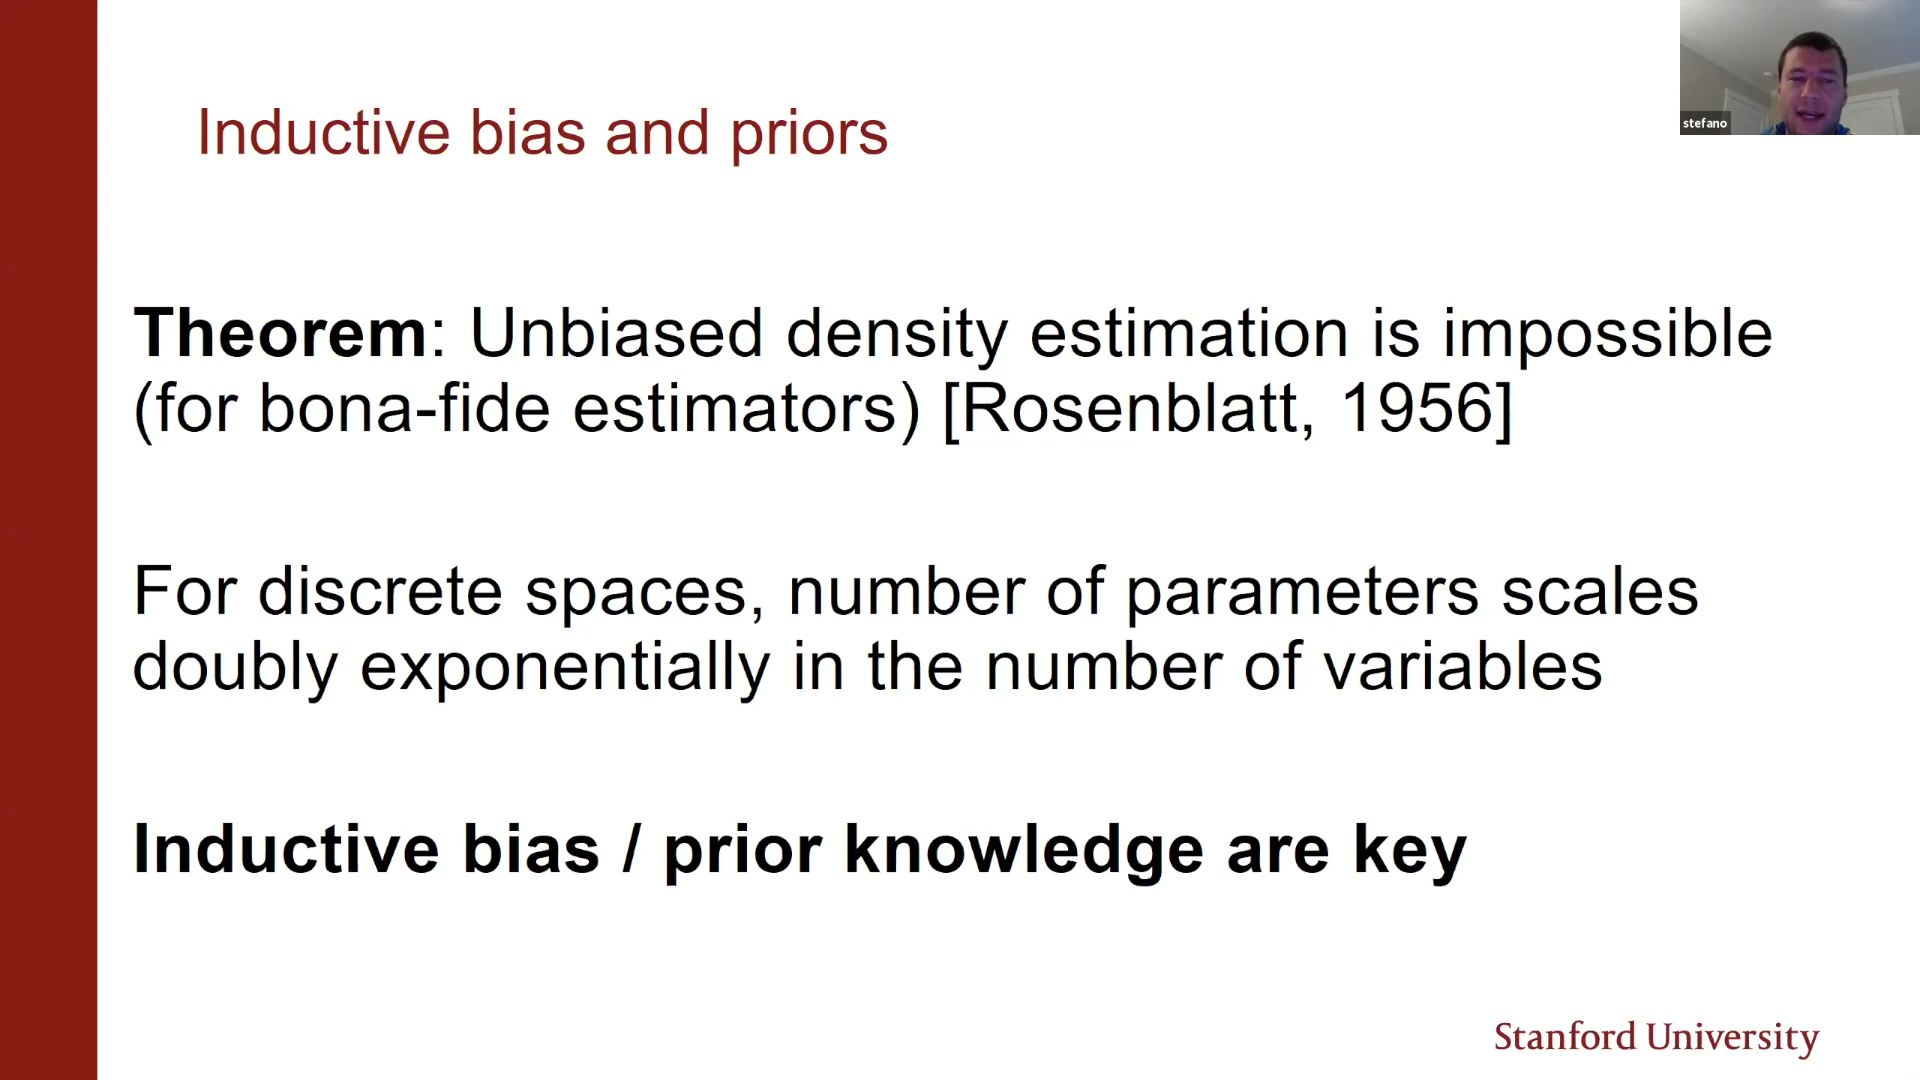 Inductive bias and priors
stefano
Theorem: Unbiased density estimation is impossible
(for bona-fide estimators) [Rosenblatt, 1956]
For discrete spaces, number of parameters scales
doubly exponentially in the number of variables
Inductive bias / prior knowledge are key
Stanford University